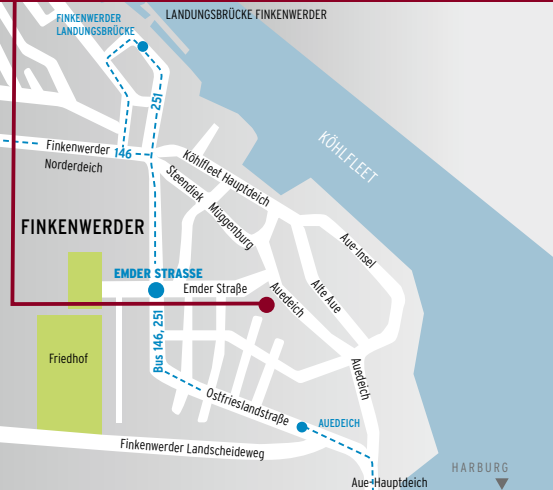 LANDUNGSBRÜCKE FINKENWERDER
FINKENWERDER
LANDUNGSBRÜCKE
251
KÖHLFLEET
Finkenwerder
146
Norderdeich
Köhlfleet Hauptdeich
Steendiek
Müggenburg
FINKENWERDER
Aue-Insel
EMDER STRASSE
Emder Straße
Alte Aue
Auedeich
Bus 146, 251
Friedhof
Auedeich
Ostfrieslandstraße
AUEDEICH
Finkenwerder Landscheideweg
HARBURG
Aue-Hauptdeich